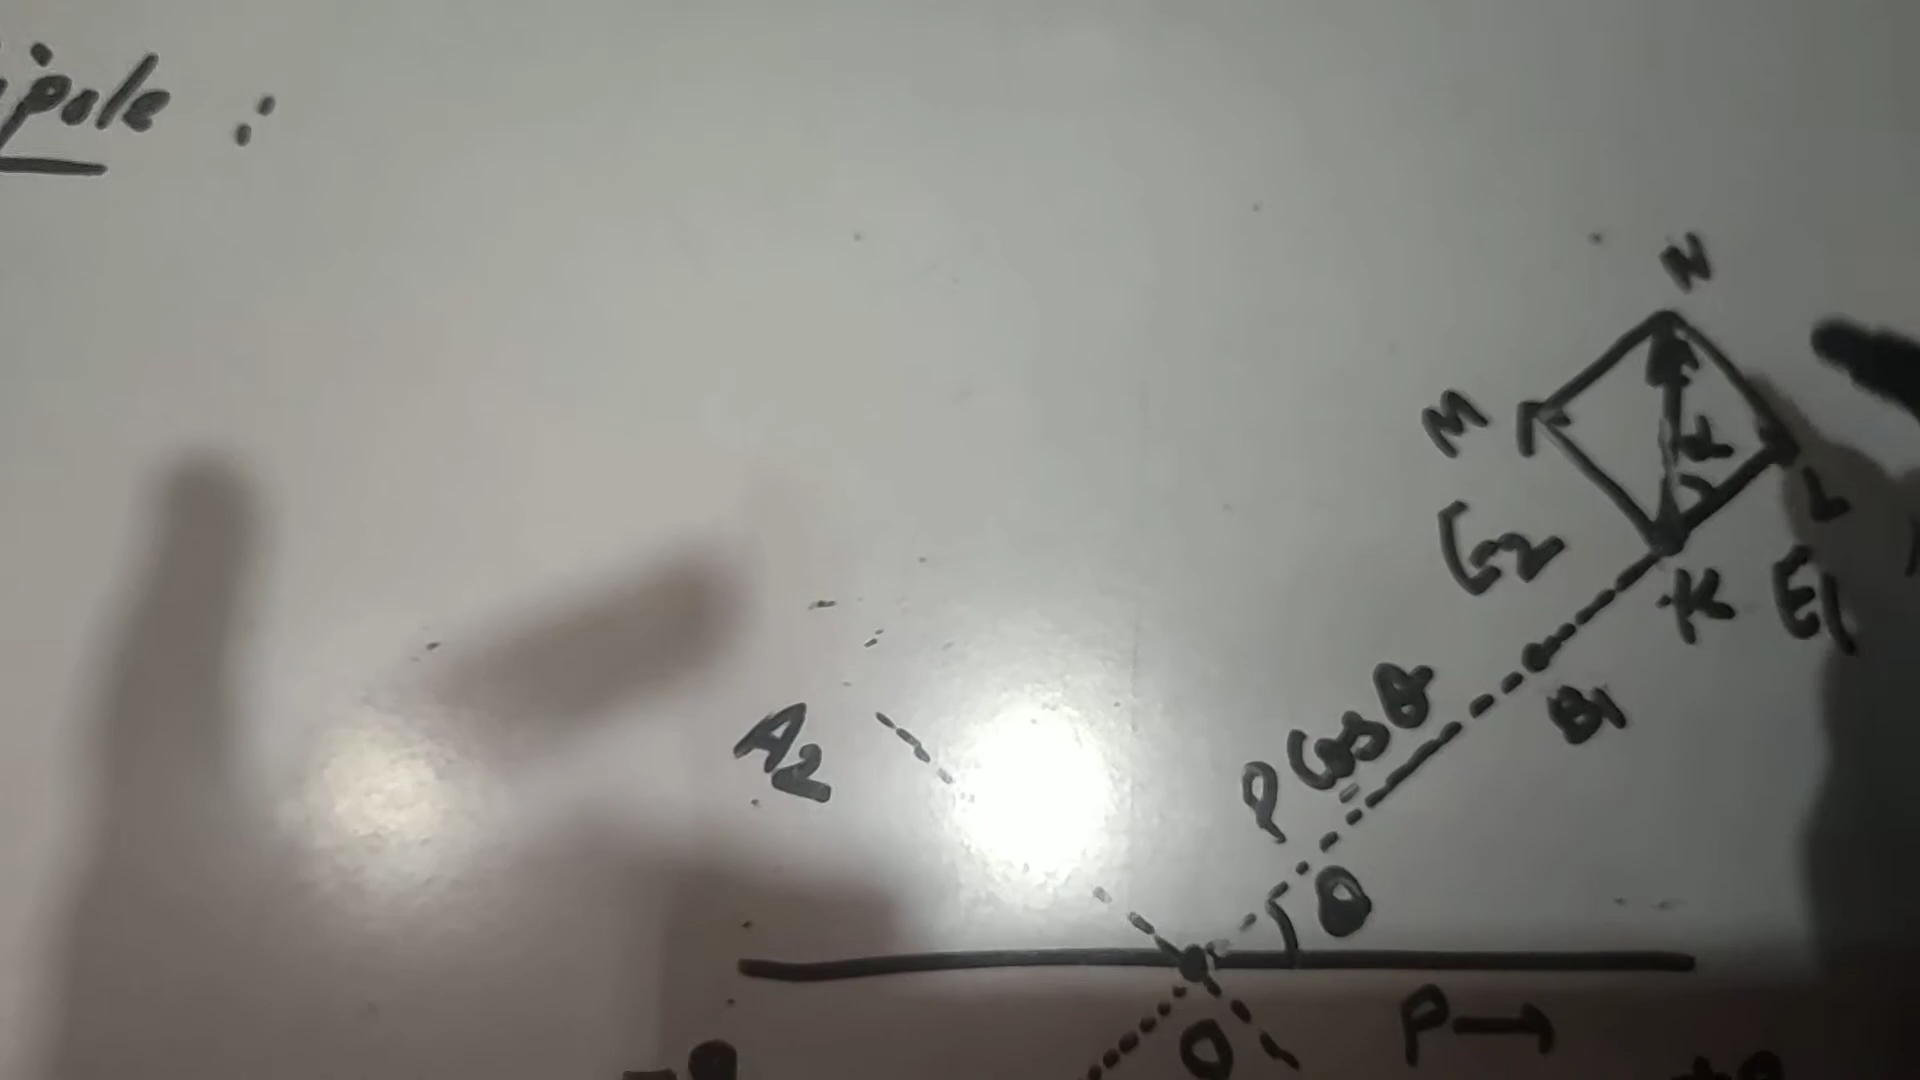 ipole :
N
M
α
L
E2
K
E1
B1
P Cosθ
A2
θ
P→
O